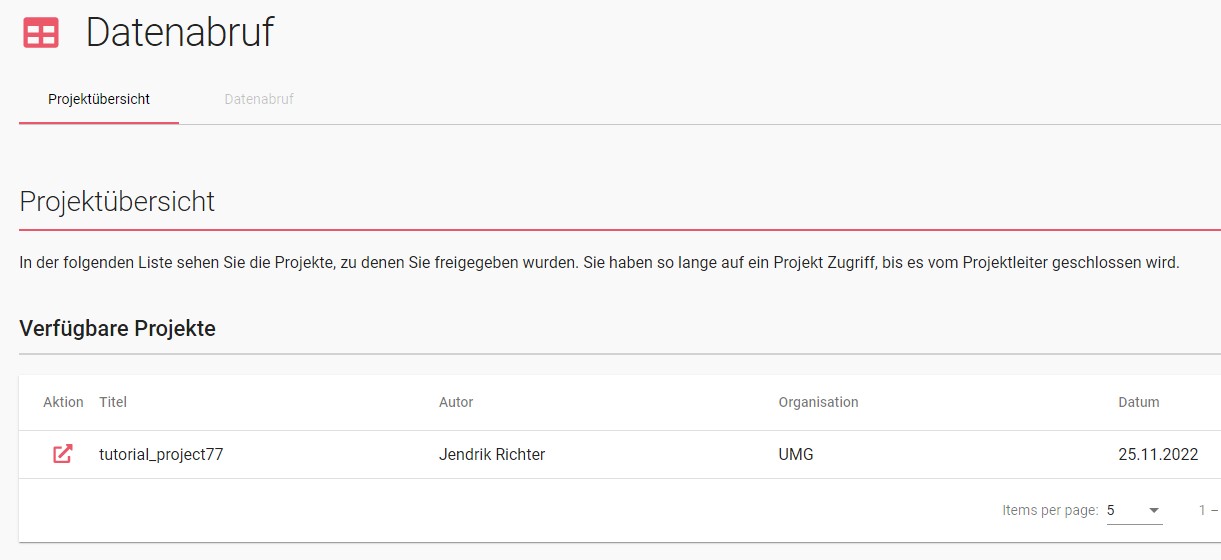 Datenabruf
Projektübersicht Datenabruf
Projektübersicht
In der folgenden Liste sehen Sie die Projekte, zu denen Sie freigegeben wurden. Sie haben so lange auf ein Projekt Zugriff, bis es vom Projektleiter geschlossen wird.
Verfügbare Projekte
Aktion Titel Autor Organisation Datum
tutorial_project77 Jendrik Richter UMG 25.11.2022
Items per page: 5 1 –